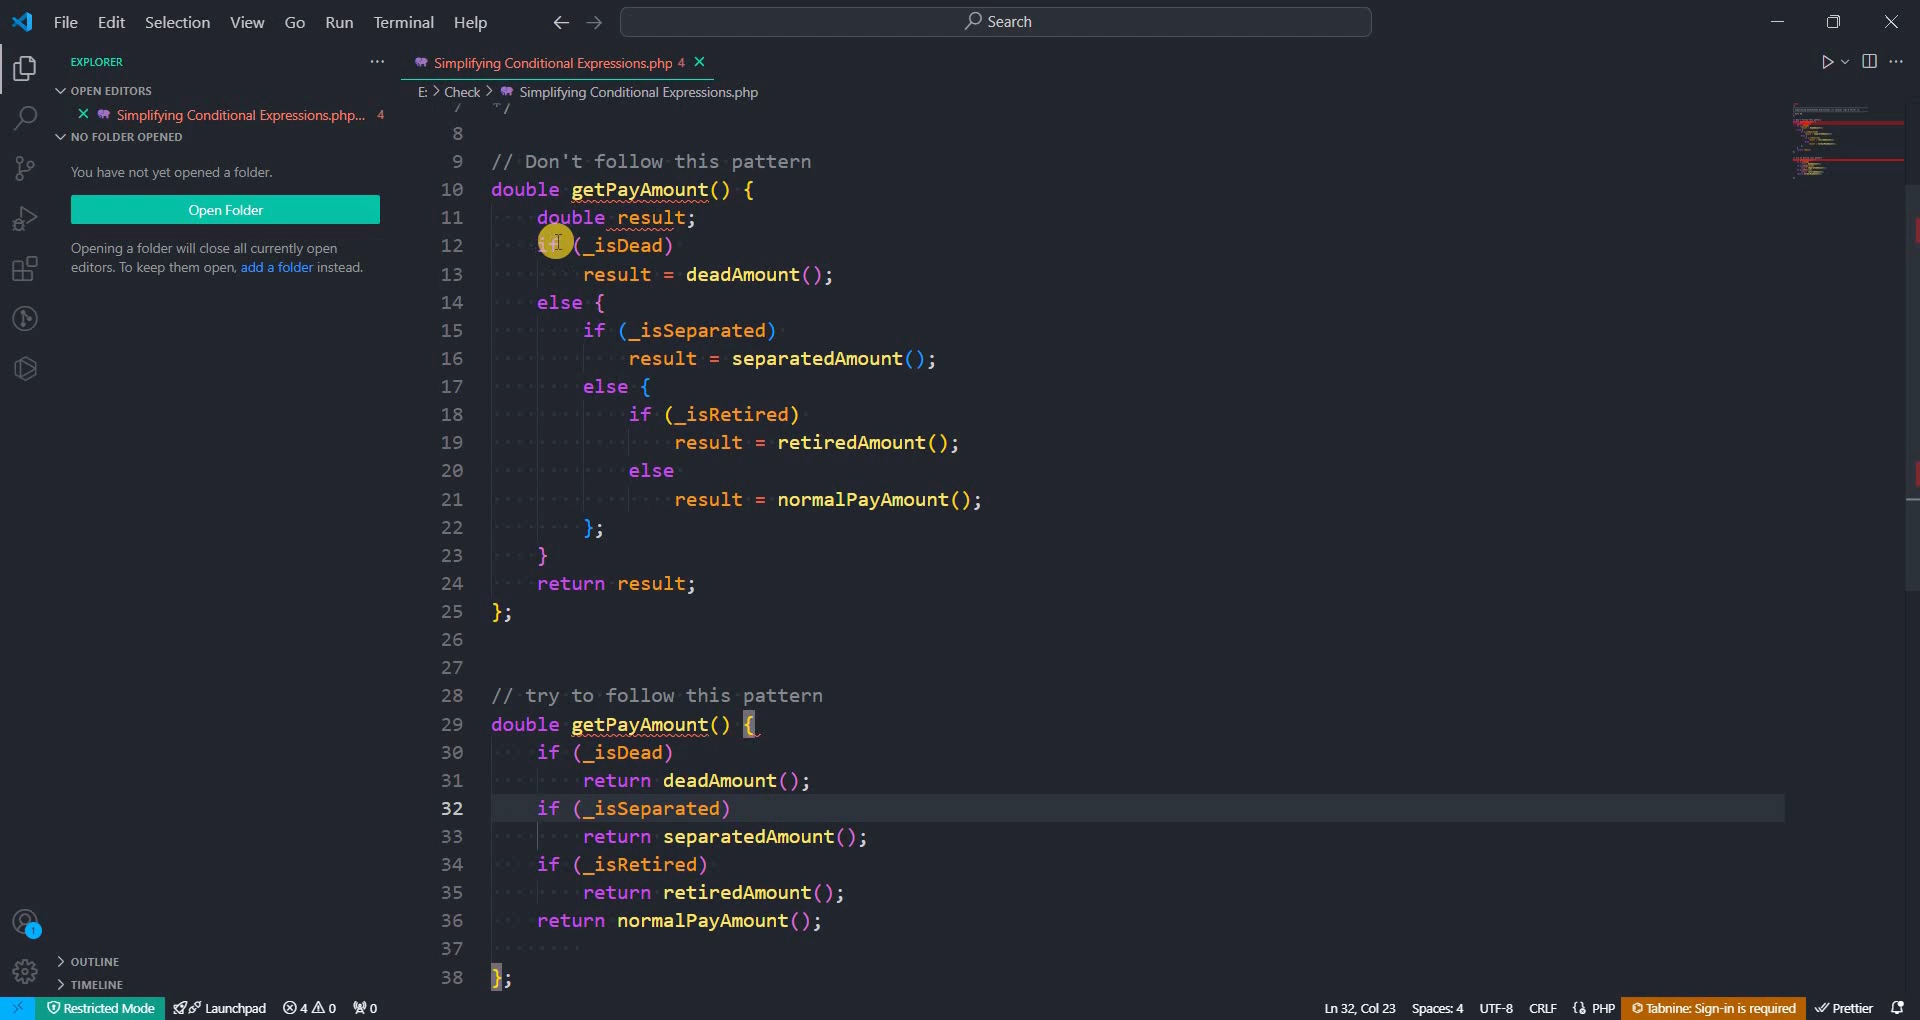 File Edit Selection View Go Run Terminal Help
Search
EXPLORER
OPEN EDITORS
Simplifying Conditional Expressions.php... 4
NO FOLDER OPENED
You have not yet opened a folder.
Open Folder
Opening a folder will close all currently open
editors. To keep them open, add a folder instead.
OUTLINE
TIMELINE
Simplifying Conditional Expressions.php 4
E: > Check > Simplifying Conditional Expressions.php
7 */
8
9 // Don't follow this pattern
10 double getPayAmount() {
11 double result;
12 if (_isDead)
13 result = deadAmount();
14 else {
15 if (_isSeparated)
16 result = separatedAmount();
17 else {
18 if (_isRetired)
19 result = retiredAmount();
20 else
21 result = normalPayAmount();
22 };
23 }
24 return result;
25 };
26
27
28 // try to follow this pattern
29 double getPayAmount() {
30 if (_isDead)
31 return deadAmount();
32 if (_isSeparated)
33 return separatedAmount();
34 if (_isRetired)
35 return retiredAmount();
36 return normalPayAmount();
37
38 };
1
Restricted Mode Launchpad 4 0 0 Ln 32, Col 23 Spaces: 4 UTF-8 CRLF {} PHP Tabnine: Sign-in is required Prettier